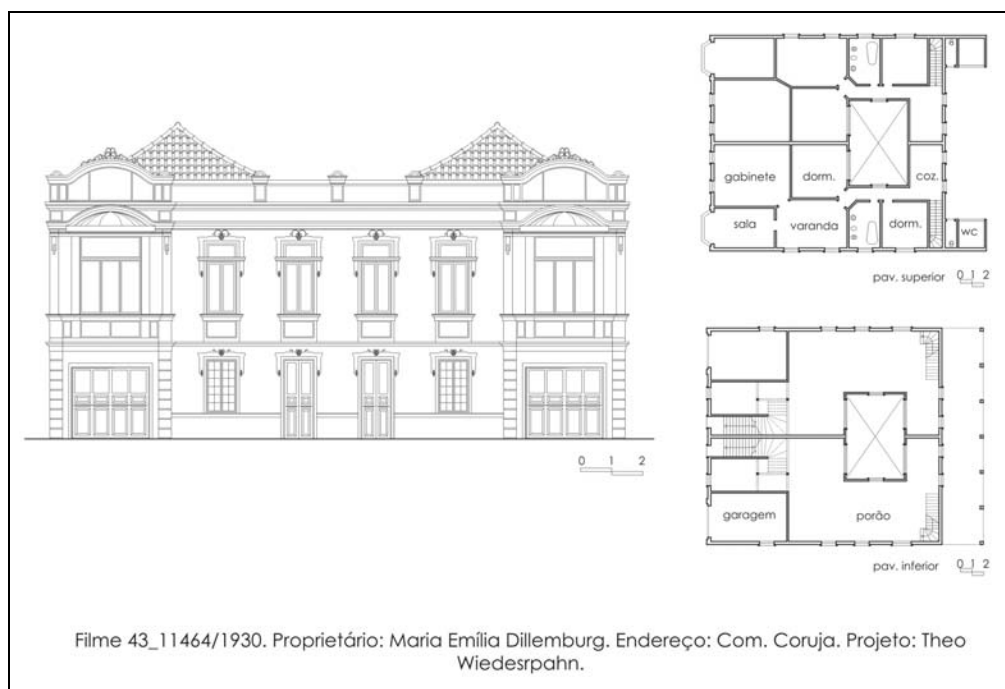 gabinete
dorm.
coz.
sala
varanda
dorm.
wc
pav. superior
0 1 2
0 1 2
garagem
porão
pav. inferior
0 1 2
Filme 43_11464/1930. Proprietário: Maria Emília Dillemburg. Endereço: Com. Coruja. Projeto: Theo
Wiedesrpahn.